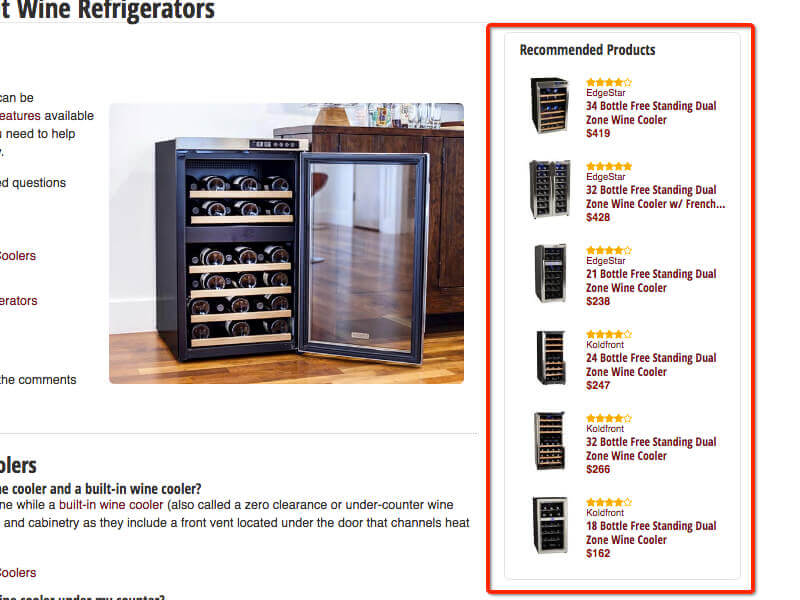 t Wine Refrigerators
can be
eatures available
u need to help
y.
ed questions
Coolers
erators
the comments
olers
ne cooler and a built-in wine cooler?
ne while a built-in wine cooler (also called a zero clearance or under-counter wine
and cabinetry as they include a front vent located under the door that channels heat
Coolers
ine cooler under my counter?
Recommended Products
EdgeStar
34 Bottle Free Standing Dual
Zone Wine Cooler
$419
EdgeStar
32 Bottle Free Standing Dual
Zone Wine Cooler w/ French...
$428
EdgeStar
21 Bottle Free Standing Dual
Zone Wine Cooler
$238
Koldfront
24 Bottle Free Standing Dual
Zone Wine Cooler
$247
Koldfront
32 Bottle Free Standing Dual
Zone Wine Cooler
$266
Koldfront
18 Bottle Free Standing Dual
Zone Wine Cooler
$162